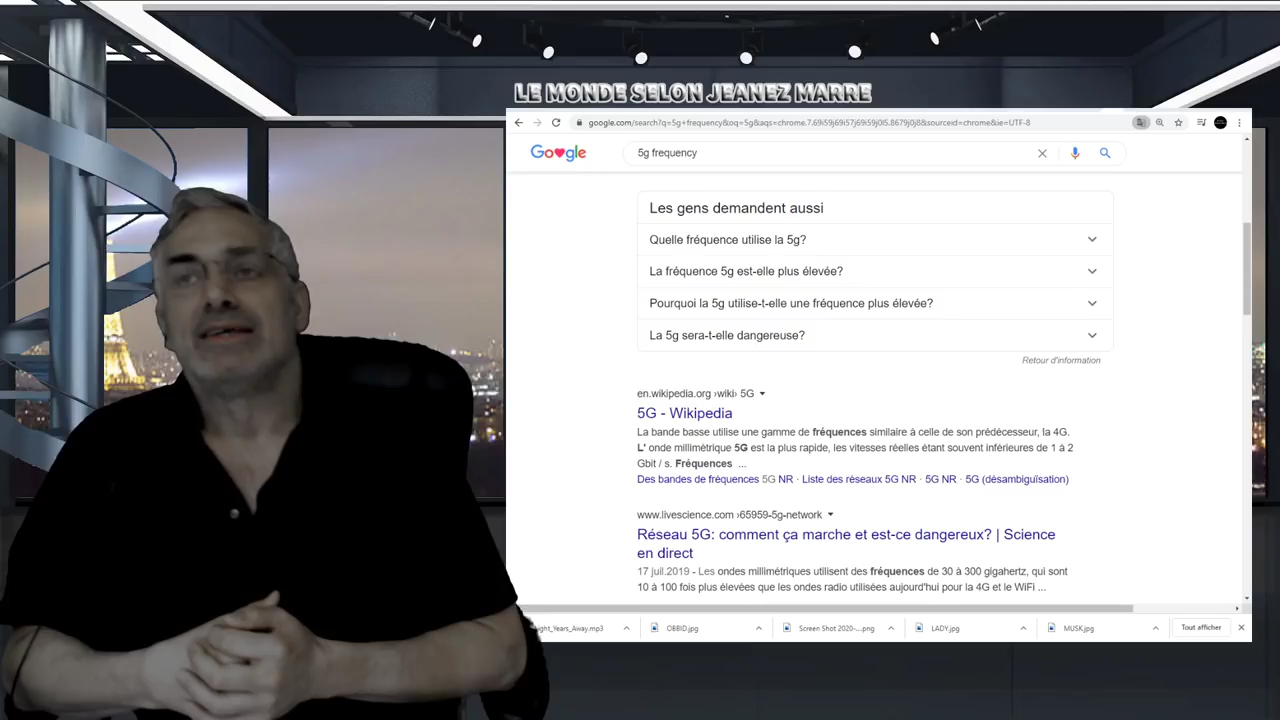 LE MONDE SELON JEANEZ MARRE
google.com/search?q=5g+frequency&oq=5g&aqs=chrome.7.69i59j69i57j69i59j0l5.8679j0j8&sourceid=chrome&ie=UTF-8
Google
5g frequency
Les gens demandent aussi
Quelle fréquence utilise la 5g?
La fréquence 5g est-elle plus élevée?
Pourquoi la 5g utilise-t-elle une fréquence plus élevée?
La 5g sera-t-elle dangereuse?
Retour d'information
en.wikipedia.org ›wiki› 5G
5G - Wikipedia
La bande basse utilise une gamme de fréquences similaire à celle de son prédécesseur, la 4G.
L' onde millimétrique 5G est la plus rapide, les vitesses réelles étant souvent inférieures de 1 à 2
Gbit / s. Fréquences ...
Des bandes de fréquences 5G NR · Liste des réseaux 5G NR · 5G NR · 5G (désambiguïsation)
www.livescience.com ›65959-5g-network
Réseau 5G: comment ça marche et est-ce dangereux? | Science
en direct
17 juil.2019 - Les ondes millimétriques utilisent des fréquences de 30 à 300 gigahertz, qui sont
10 à 100 fois plus élevées que les ondes radio utilisées aujourd'hui pour la 4G et le WiFi ...
ight_Years_Away.mp3
OBBID.jpg
Screen Shot 2020-....png
LADY.jpg
MUSK.jpg
Tout afficher